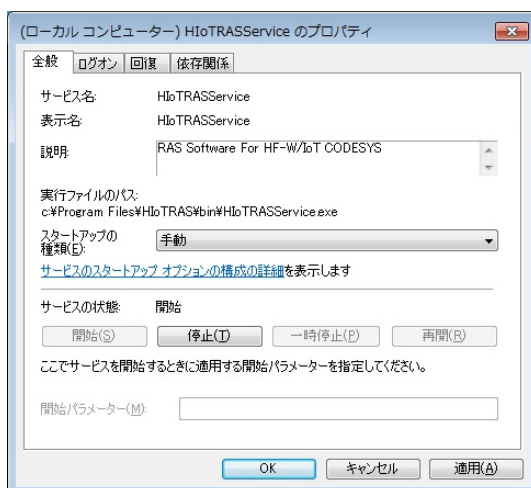 (ローカル コンピューター) HIoTRASService のプロパティ
全般 ログオン 回復 依存関係
サービス名: HIoTRASService
表示名: HIoTRASService
説明: RAS Software For HF-W/IoT CODESYS
実行ファイルのパス:
c:¥Program Files¥HIoTRAS¥bin¥HIoTRASService.exe
スタートアップの
種類(E): 手動
サービスのスタートアップ オプションの構成の詳細を表示します
サービスの状態: 開始
開始(S) 停止(T) 一時停止(P) 再開(R)
ここでサービスを開始するときに適用する開始パラメーターを指定してください。
開始パラメーター(M):
OK キャンセル 適用(A)